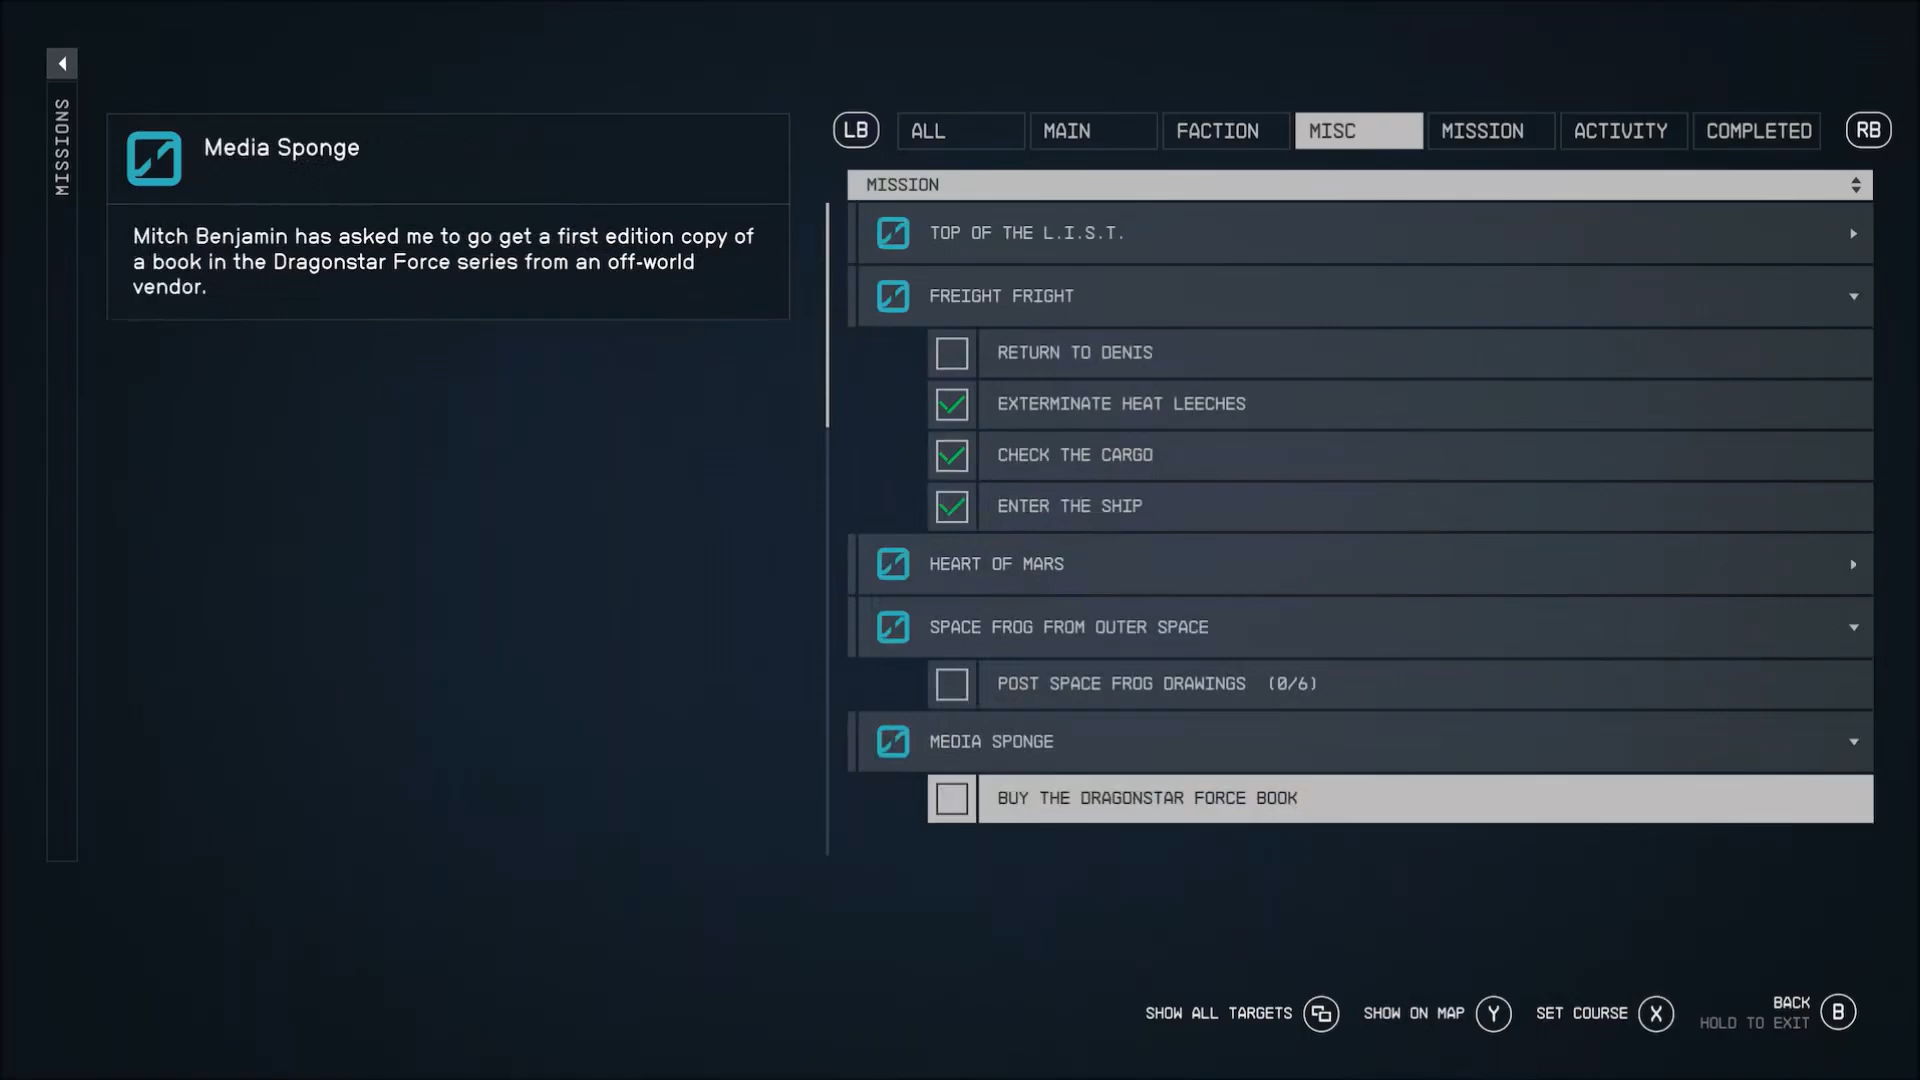 MISSIONS
Media Sponge
Mitch Benjamin has asked me to go get a first edition copy of
a book in the Dragonstar Force series from an off-world
vendor.
LB ALL MAIN FACTION MISC MISSION ACTIVITY COMPLETED RB
MISSION
TOP OF THE L.I.S.T.
FREIGHT FRIGHT
RETURN TO DENIS
EXTERMINATE HEAT LEECHES
CHECK THE CARGO
ENTER THE SHIP
HEART OF MARS
SPACE FROG FROM OUTER SPACE
POST SPACE FROG DRAWINGS (0/6)
MEDIA SPONGE
BUY THE DRAGONSTAR FORCE BOOK
SHOW ALL TARGETS SHOW ON MAP Y SET COURSE X BACK B
HOLD TO EXIT